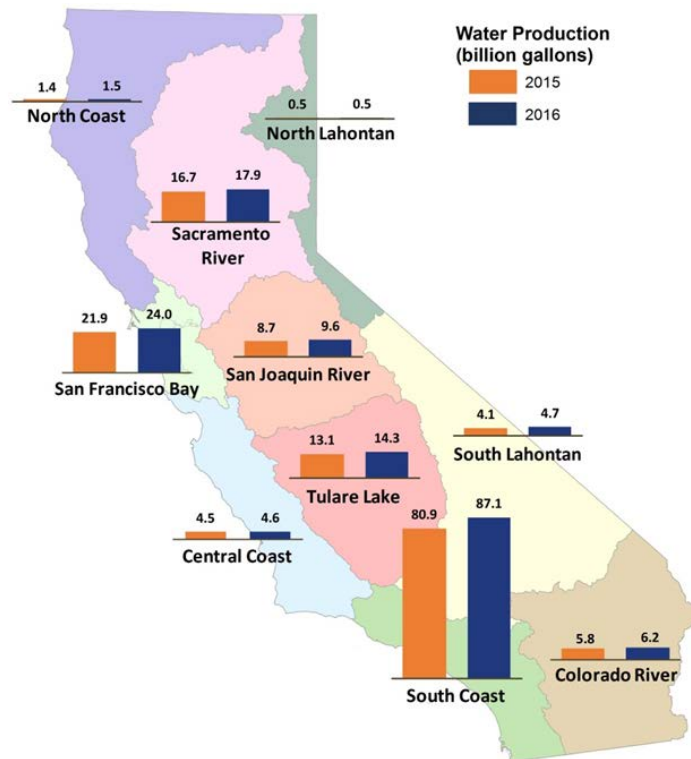 Water Production
(billion gallons)
2015
2016
1.4 1.5
North Coast
0.5 0.5
North Lahontan
16.7 17.9
Sacramento
River
21.9 24.0
San Francisco Bay
8.7 9.6
San Joaquin River
4.1 4.7
South Lahontan
13.1 14.3
Tulare Lake
4.5 4.6
Central Coast
80.9 87.1
South Coast
5.8 6.2
Colorado River